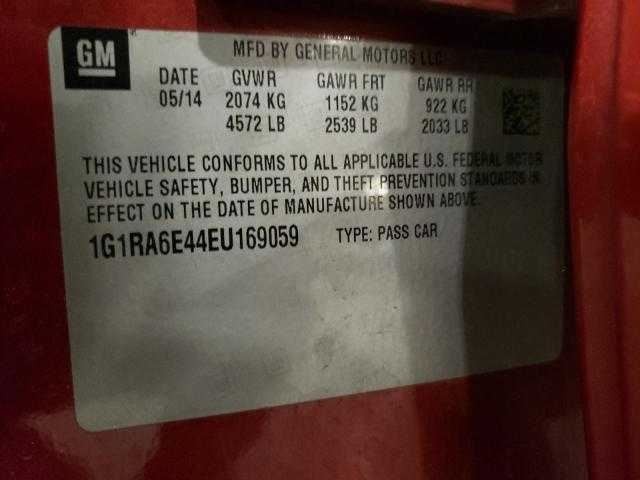 GM
MFD BY GENERAL MOTORS LLC
DATE GVWR GAWR FRT GAWR RR
05/14 2074 KG 1152 KG 922 KG
4572 LB 2539 LB 2033 LB
THIS VEHICLE CONFORMS TO ALL APPLICABLE U.S. FEDERAL MOTOR
VEHICLE SAFETY, BUMPER, AND THEFT PREVENTION STANDARDS IN
EFFECT ON THE DATE OF MANUFACTURE SHOWN ABOVE.
1G1RA6E44EU169059 TYPE: PASS CAR